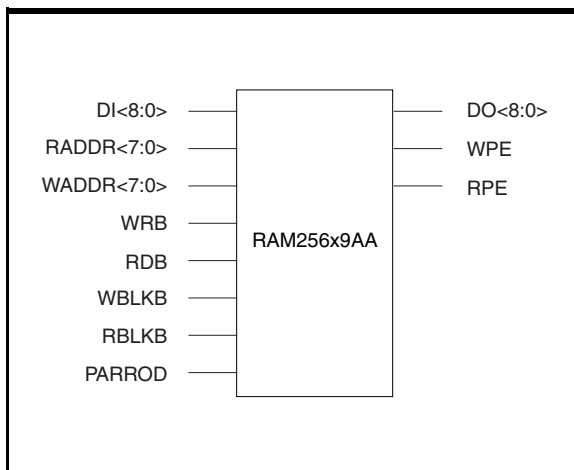 DI<8:0>
RADDR<7:0>
WADDR<7:0>
WRB
RDB
WBLKB
RBLKB
PARROD
RAM256x9AA
DO<8:0>
WPE
RPE